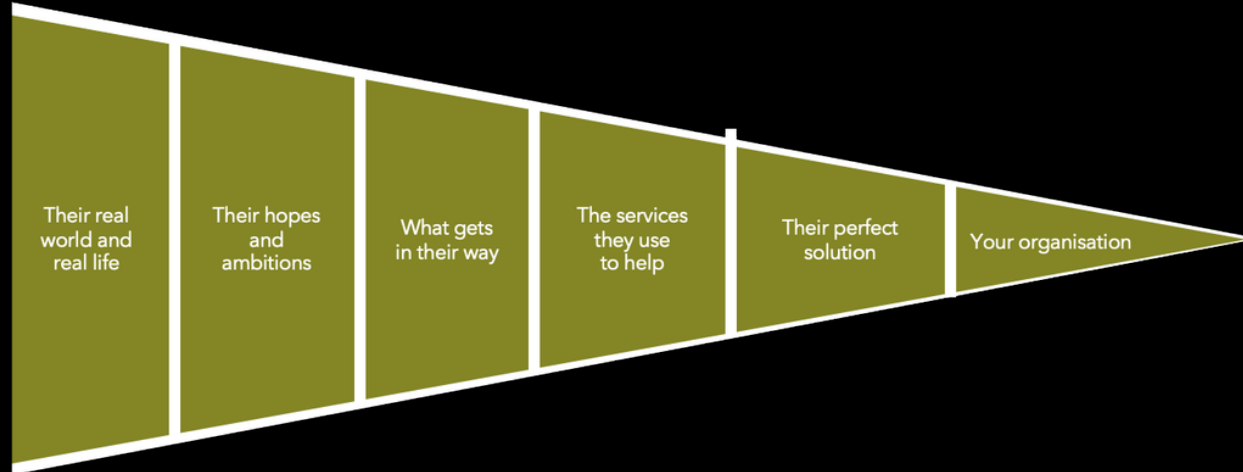 Their real
world and
real life
Their hopes
and
ambitions
What gets
in their way
The services
they use
to help
Their perfect
solution
Your organisation